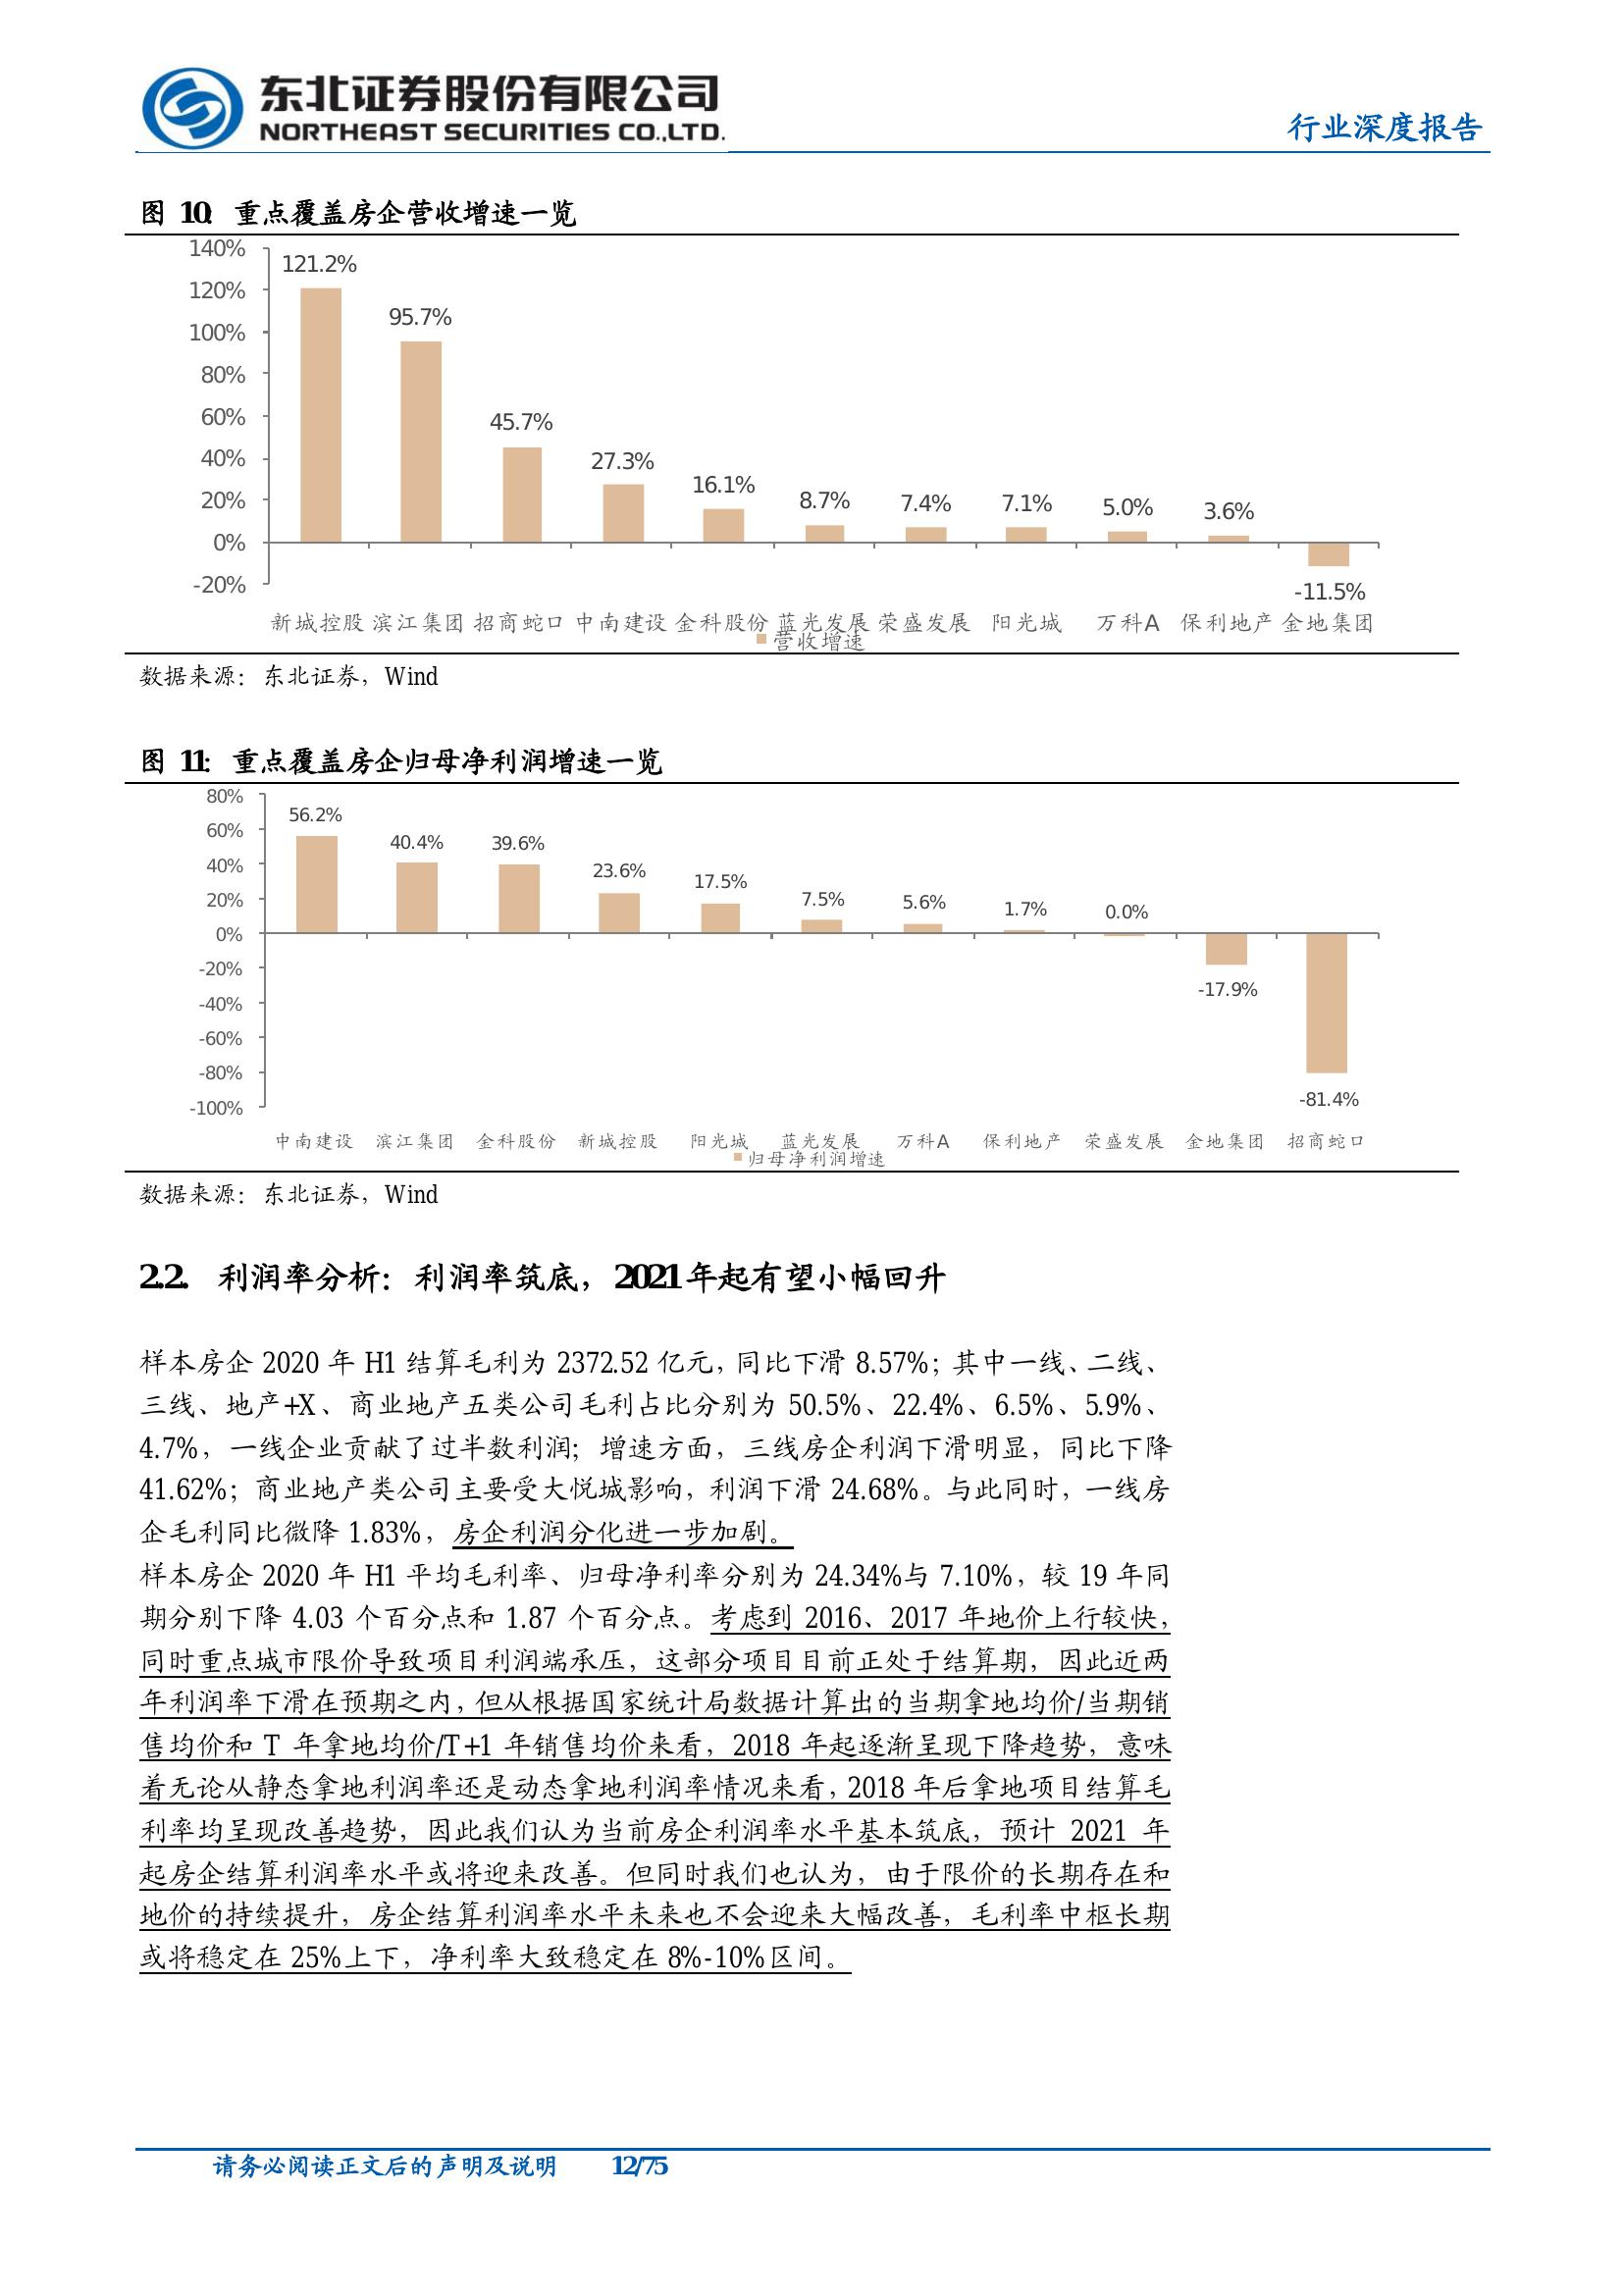 东北证券股份有限公司
NORTHEAST SECURITIES CO.,LTD.
行业深度报告
图 10: 重点覆盖房企营收增速一览
140%
120%
100%
80%
60%
40%
20%
0%
-20%
121.2%
95.7%
45.7%
27.3%
16.1%
8.7%
7.4%
7.1%
5.0%
3.6%
-11.5%
新城控股 滨江集团 招商蛇口 中南建设 金科股份 蓝光发展 荣盛发展 阳光城 万科A 保利地产 金地集团
营收增速
数据来源：东北证券，Wind
图 11: 重点覆盖房企归母净利润增速一览
80%
60%
40%
20%
0%
-20%
-40%
-60%
-80%
-100%
56.2%
40.4%
39.6%
23.6%
17.5%
7.5%
5.6%
1.7%
0.0%
-17.9%
-81.4%
中南建设 滨江集团 金科股份 新城控股 阳光城 蓝光发展 万科A 保利地产 荣盛发展 金地集团 招商蛇口
归母净利润增速
数据来源：东北证券，Wind
2.2. 利润率分析：利润率筑底，2021 年起有望小幅回升
样本房企 2020 年 H1 结算毛利为 2372.52 亿元，同比下滑 8.57%；其中一线、二线、
三线、地产+X、商业地产五类公司毛利占比分别为 50.5%、22.4%、6.5%、5.9%、
4.7%，一线企业贡献了过半数利润；增速方面，三线房企利润下滑明显，同比下降
41.62%；商业地产类公司主要受大悦城影响，利润下滑 24.68%。与此同时，一线房
企毛利同比微降 1.83%，房企利润分化进一步加剧。
样本房企 2020 年 H1 平均毛利率、归母净利率分别为 24.34%与 7.10%，较 19 年同
期分别下降 4.03 个百分点和 1.87 个百分点。考虑到 2016、2017 年地价上行较快，
同时重点城市限价导致项目利润端承压，这部分项目目前正处于结算期，因此近两
年利润率下滑在预期之内，但从根据国家统计局数据计算出的当期拿地均价/当期销
售均价和 T 年拿地均价/T+1 年销售均价来看，2018 年起逐渐呈现下降趋势，意味
着无论从静态拿地利润率还是动态拿地利润率情况来看，2018 年后拿地项目结算毛
利率均呈现改善趋势，因此我们认为当前房企利润率水平基本筑底，预计 2021 年
起房企结算利润率水平或将迎来改善。但同时我们也认为，由于限价的长期存在和
地价的持续提升，房企结算利润率水平未来也不会迎来大幅改善，毛利率中枢长期
或将稳定在 25%上下，净利率大致稳定在 8%-10%区间。
请务必阅读正文后的声明及说明 12/75